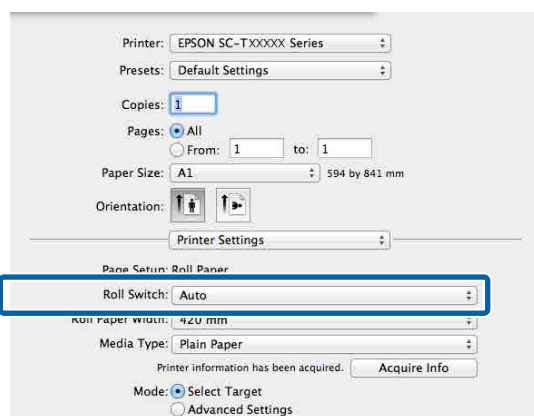 Printer: EPSON SC-TXXXXX Series
Presets: Default Settings
Copies: 1
Pages: All
From: 1 to: 1
Paper Size: A1 594 by 841 mm
Orientation:
Printer Settings
Page Setup: Roll Paper
Roll Switch: Auto
Roll Paper Width: 420 mm
Media Type: Plain Paper
Printer information has been acquired. Acquire Info
Mode: Select Target
Advanced Settings